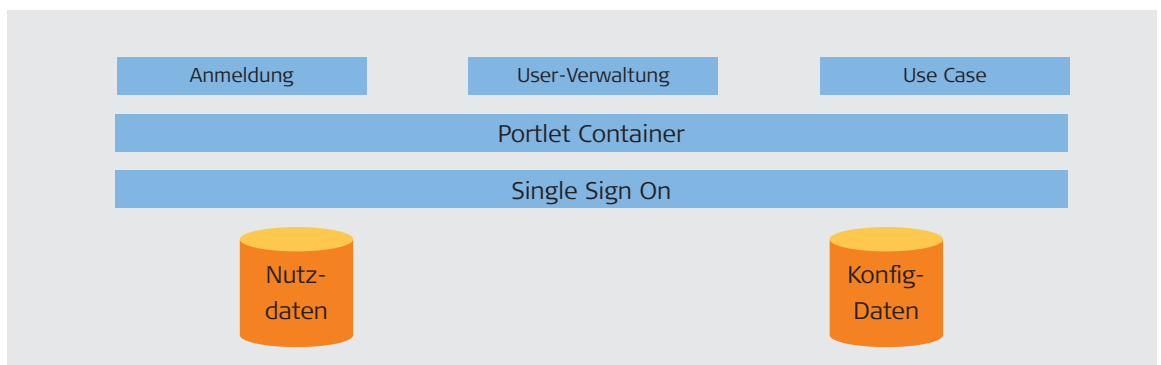 Anmeldung
User-Verwaltung
Use Case
Portlet Container
Single Sign On
Nutz-
daten
Konfig-
Daten